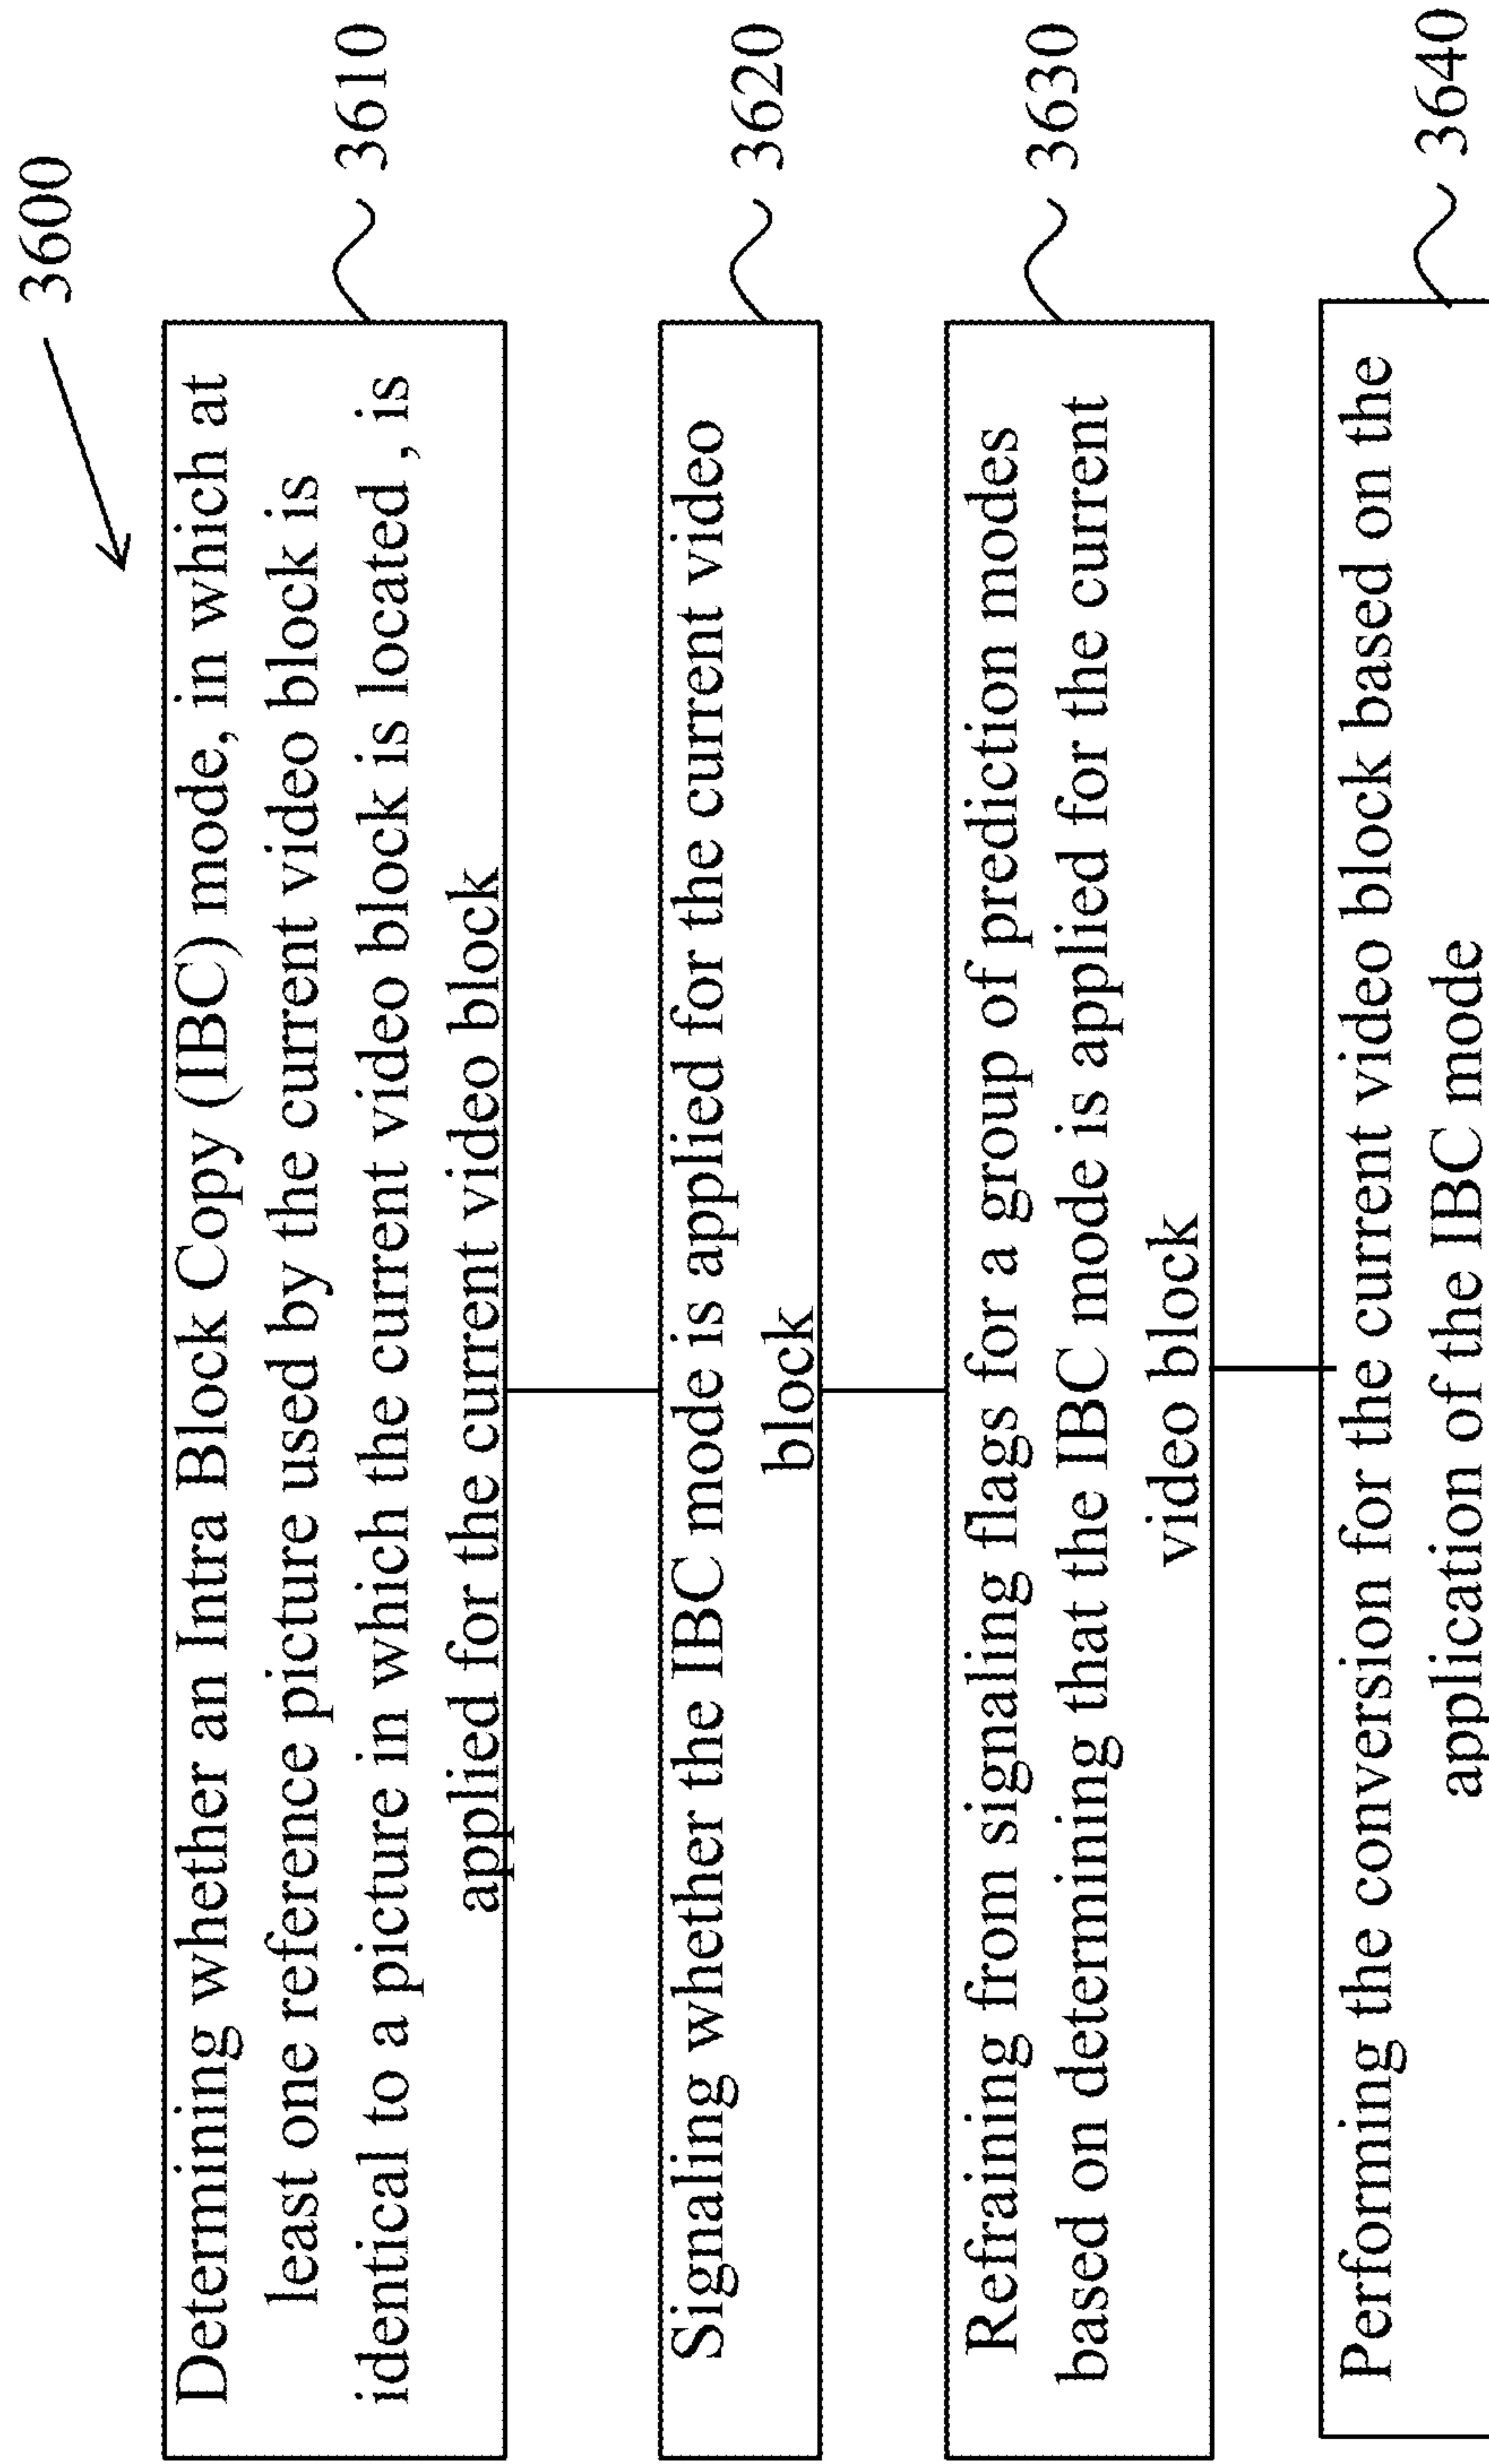 3600
Determining whether an Intra Block Copy (IBC) mode, in which at
least one reference picture used by the current video block is
identical to a picture in which the current video block is located , is
applied for the current video block
3610
Signaling whether the IBC mode is applied for the current video
block
3620
Refraining from signaling flags for a group of prediction modes
based on determining that the IBC mode is applied for the current
video block
3630
Performing the conversion for the current video block based on the
application of the IBC mode
3640